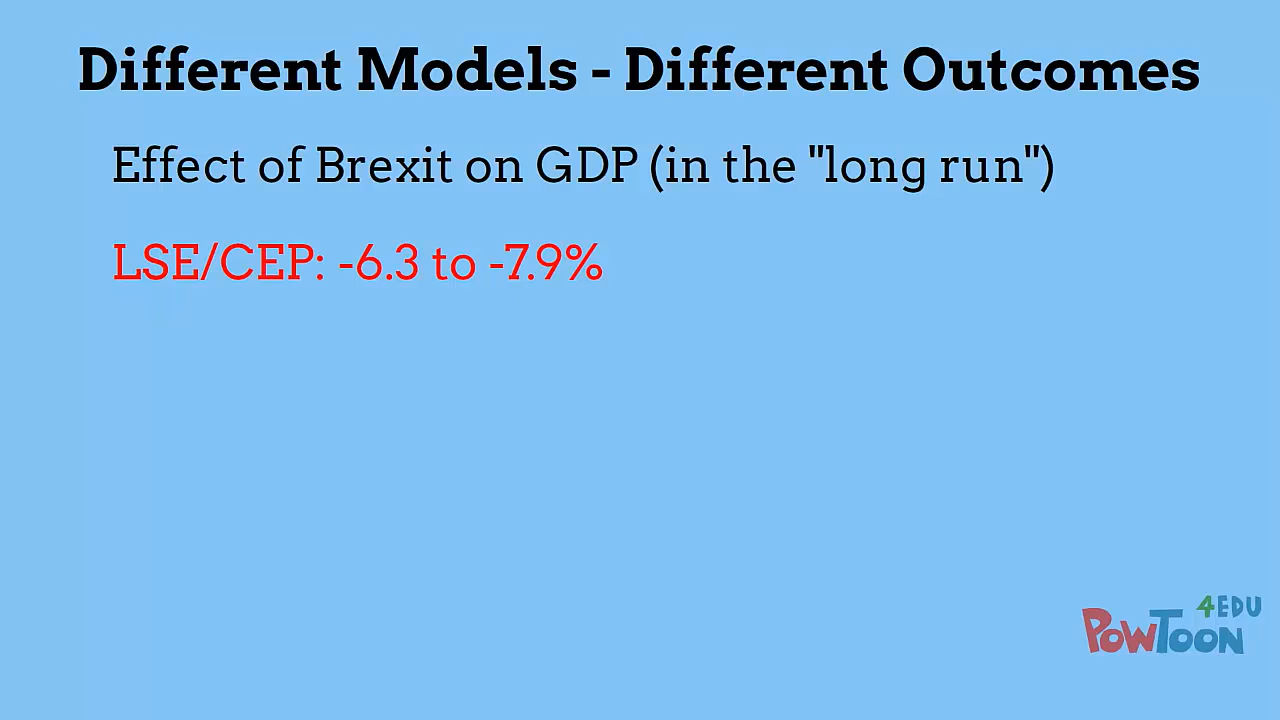 Different Models - Different Outcomes
Effect of Brexit on GDP (in the "long run")
LSE/CEP: -6.3 to -7.9%
4EDU
PowToon